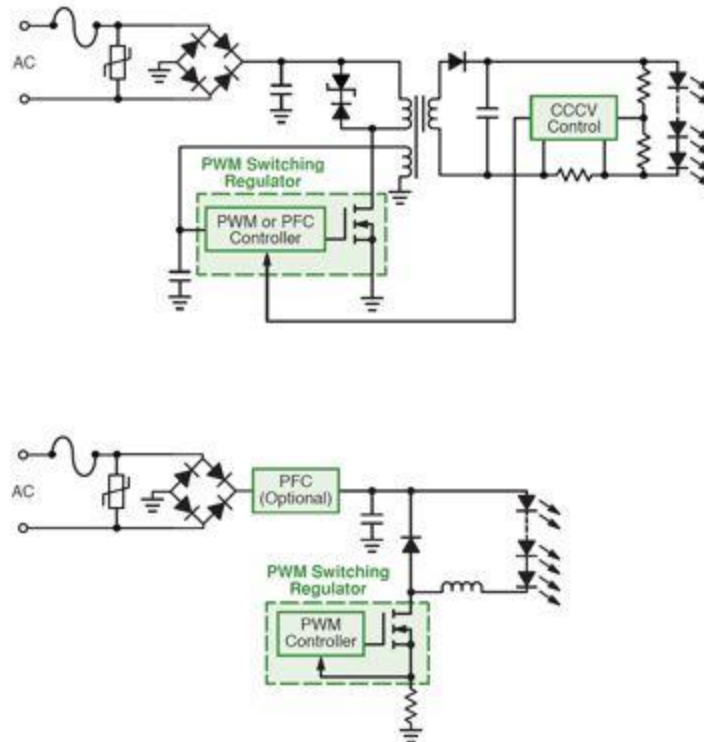 AC
CCCV
Control
PWM Switching
Regulator
PWM or PFC
Controller
AC
PFC
(Optional)
PWM Switching
Regulator
PWM
Controller